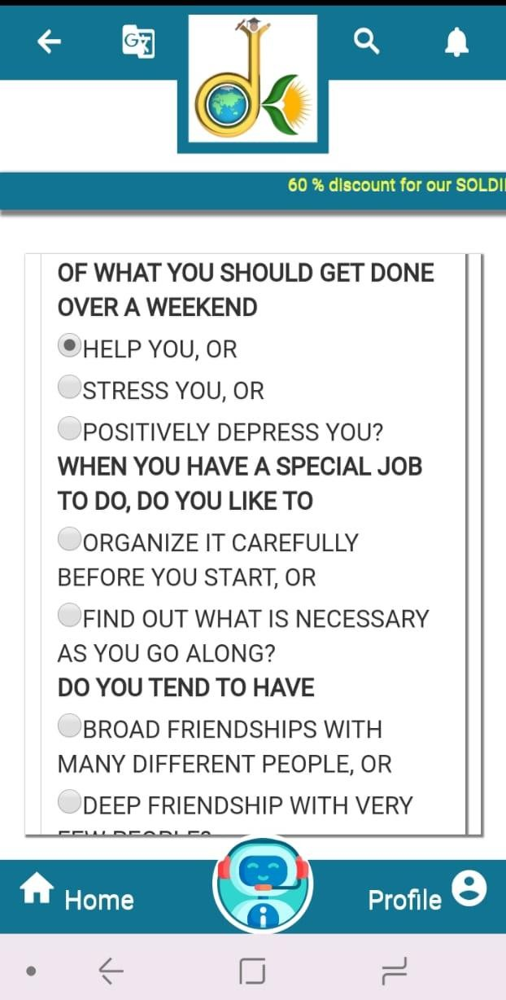 60 % discount for our SOLDI
OF WHAT YOU SHOULD GET DONE
OVER A WEEKEND
HELP YOU, OR
STRESS YOU, OR
POSITIVELY DEPRESS YOU?
WHEN YOU HAVE A SPECIAL JOB
TO DO, DO YOU LIKE TO
ORGANIZE IT CAREFULLY
BEFORE YOU START, OR
FIND OUT WHAT IS NECESSARY
AS YOU GO ALONG?
DO YOU TEND TO HAVE
BROAD FRIENDSHIPS WITH
MANY DIFFERENT PEOPLE, OR
DEEP FRIENDSHIP WITH VERY
FEW PEOPLE?
Home
Profile